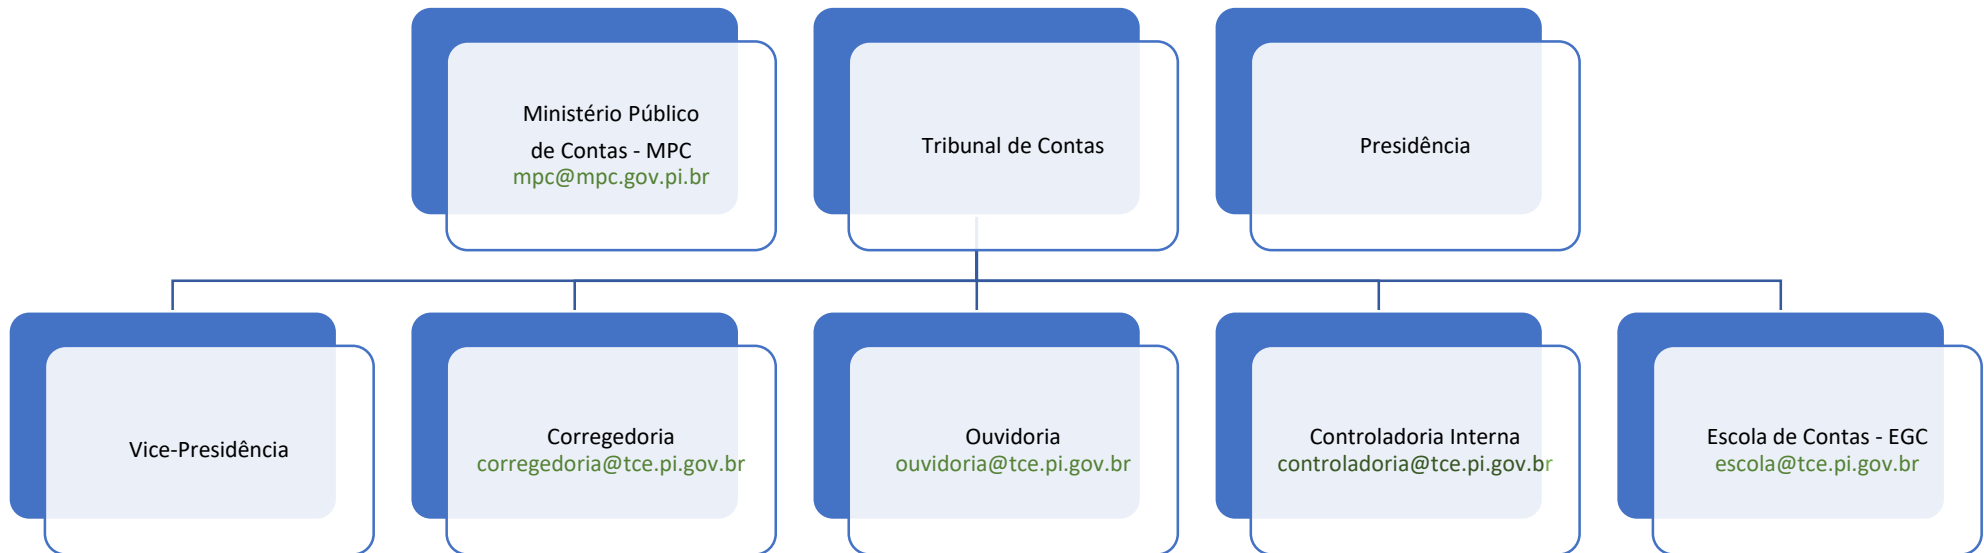 Ministério Público
de Contas - MPC
mpc@mpc.gov.pi.br
Tribunal de Contas
Presidência
Vice-Presidência
Corregedoria
corregedoria@tce.pi.gov.br
Ouvidoria
ouvidoria@tce.pi.gov.br
Controladoria Interna
controladoria@tce.pi.gov.br
Escola de Contas - EGC
escola@tce.pi.gov.br